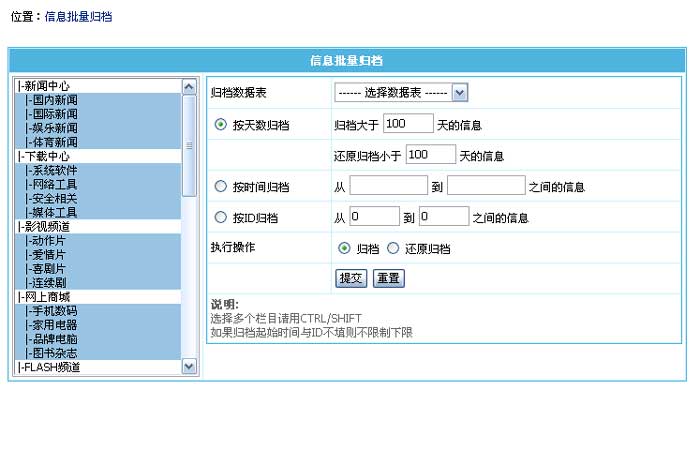 位置：信息批量归档
信息批量归档
|-新闻中心
|-国内新闻
|-国际新闻
|-娱乐新闻
|-体育新闻
|-下载中心
|-系统软件
|-网络工具
|-安全相关
|-媒体工具
|-影视频道
|-动作片
|-爱情片
|-喜剧片
|-连续剧
|-网上商城
|-手机数码
|-家用电器
|-品牌电脑
|-图书杂志
|-FLASH频道
归档数据表 ------ 选择数据表 ------
按天数归档 归档大于 100 天的信息
还原归档小于 100 天的信息
按时间归档 从 到 之间的信息
按ID归档 从 0 到 0 之间的信息
执行操作 归档 还原归档
提交 重置
说明:
选择多个栏目请用CTRL/SHIFT
如果归档起始时间与ID不填则不限制下限